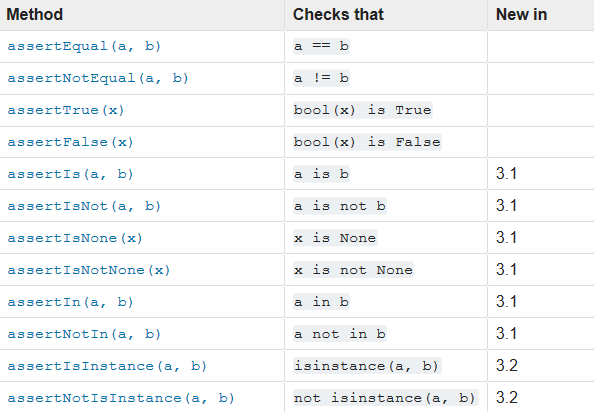 Method Checks that New in
assertEqual(a, b) a == b
assertNotEqual(a, b) a != b
assertTrue(x) bool(x) is True
assertFalse(x) bool(x) is False
assertIs(a, b) a is b 3.1
assertIsNot(a, b) a is not b 3.1
assertIsNone(x) x is None 3.1
assertIsNotNone(x) x is not None 3.1
assertIn(a, b) a in b 3.1
assertNotIn(a, b) a not in b 3.1
assertIsInstance(a, b) isinstance(a, b) 3.2
assertNotIsInstance(a, b) not isinstance(a, b) 3.2